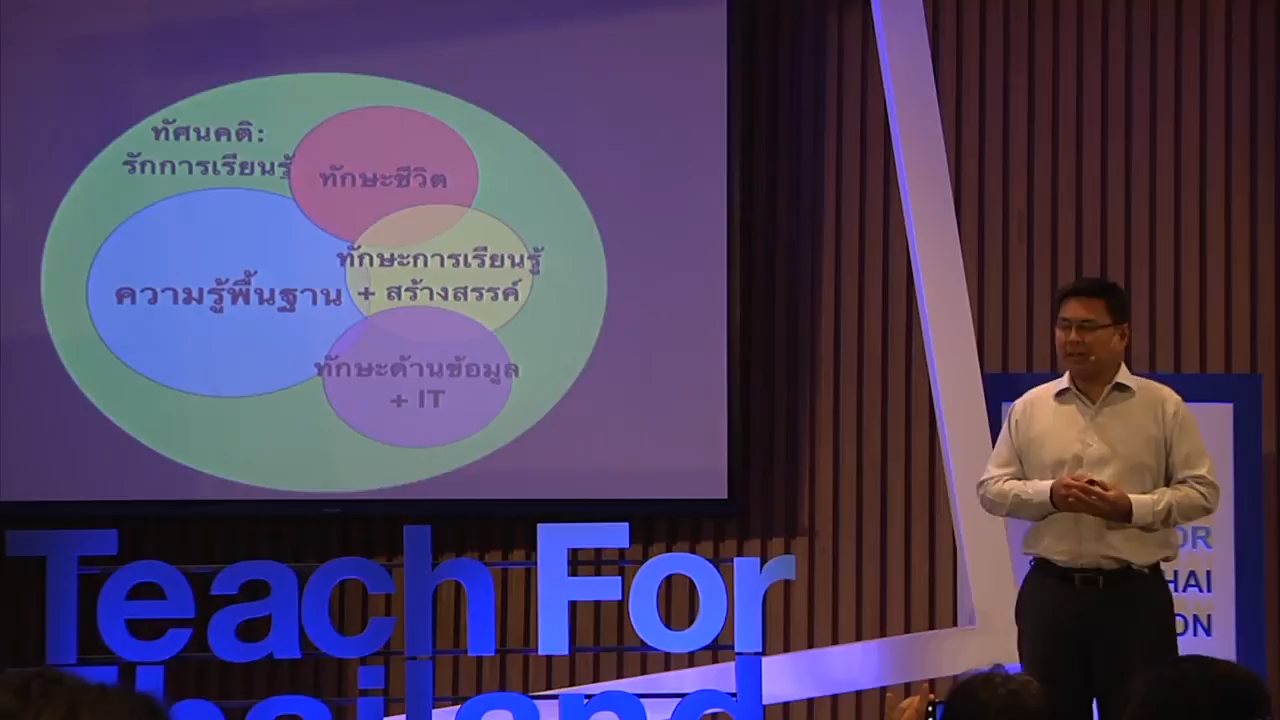 ทัศนคติ:
รักการเรียนรู้
ทักษะชีวิต
ทักษะการเรียนรู้
+ สร้างสรรค์
ความรู้พื้นฐาน
ทักษะด้านข้อมูล
+ IT
Teach For
Thailand